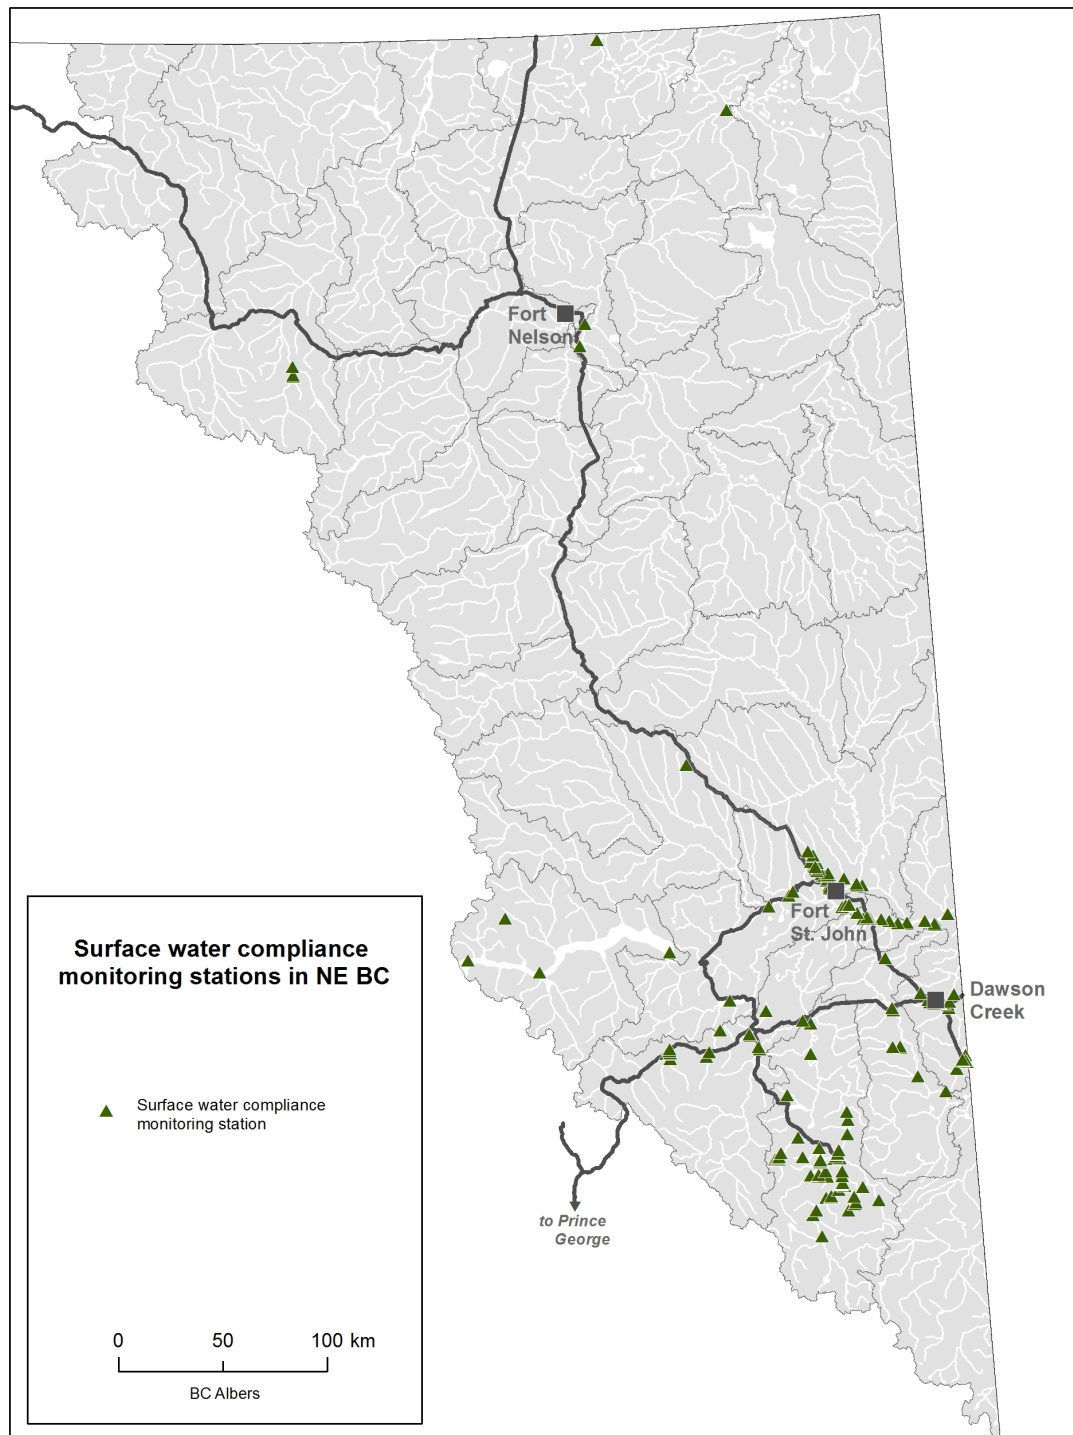 Fort
Nelson
Fort
St. John
Dawson
Creek
to Prince
George
Surface water compliance
monitoring stations in NE BC
Surface water compliance
monitoring station
0 50 100 km
BC Albers